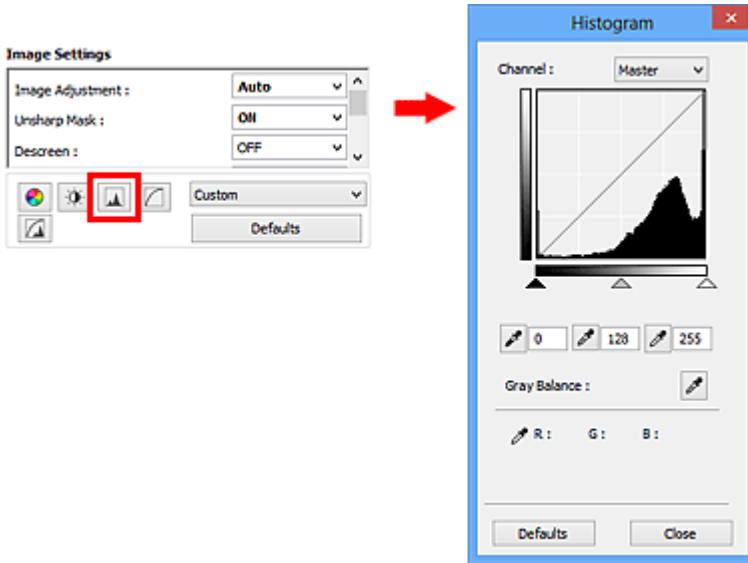 Image Settings
Image Adjustment : Auto
Unsharp Mask : ON
Descreen : OFF
Custom
Defaults
Histogram
Channel : Master
0 128 255
Gray Balance :
R : G : B :
Defaults Close